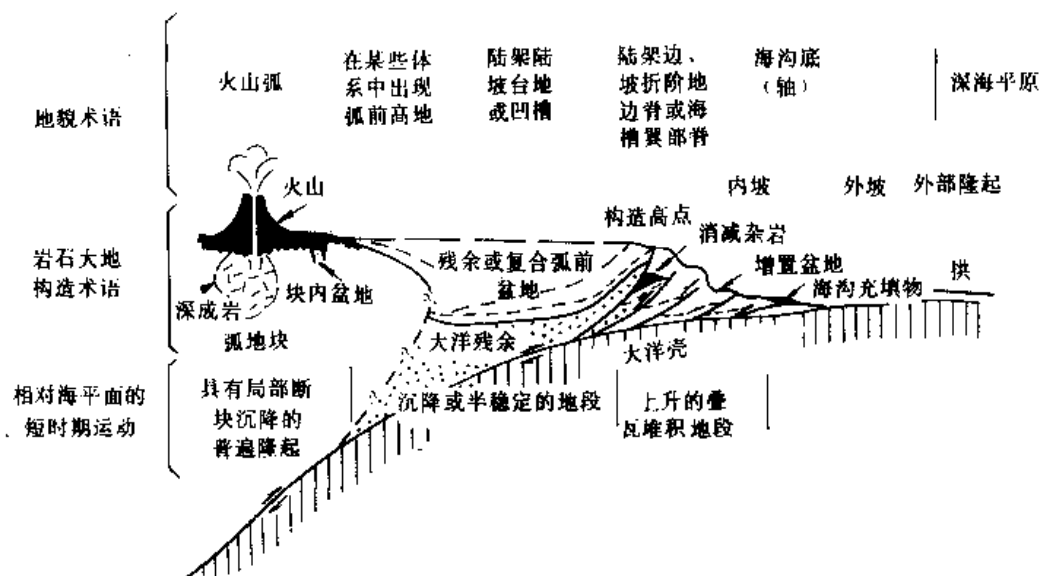 地貌术语
火山弧
在某些体
系中出现
弧前高地
陆架陆
坡台地
或凹槽
陆架边、
坡折阶地
边脊或海
槽翼部脊
海沟底
（轴）
深海平原
内坡
外坡
外部隆起
岩石大地
构造术语
火山
深成岩
块内盆地
弧地块
残余或复合弧前
盆地
大洋残余
构造高点
消减杂岩
增置盆地
海沟充填物
拱
大洋壳
相对海平面的
短时期运动
具有局部断
块沉降的
普遍隆起
沉降或半稳定的地段
上升的叠
瓦堆积地段